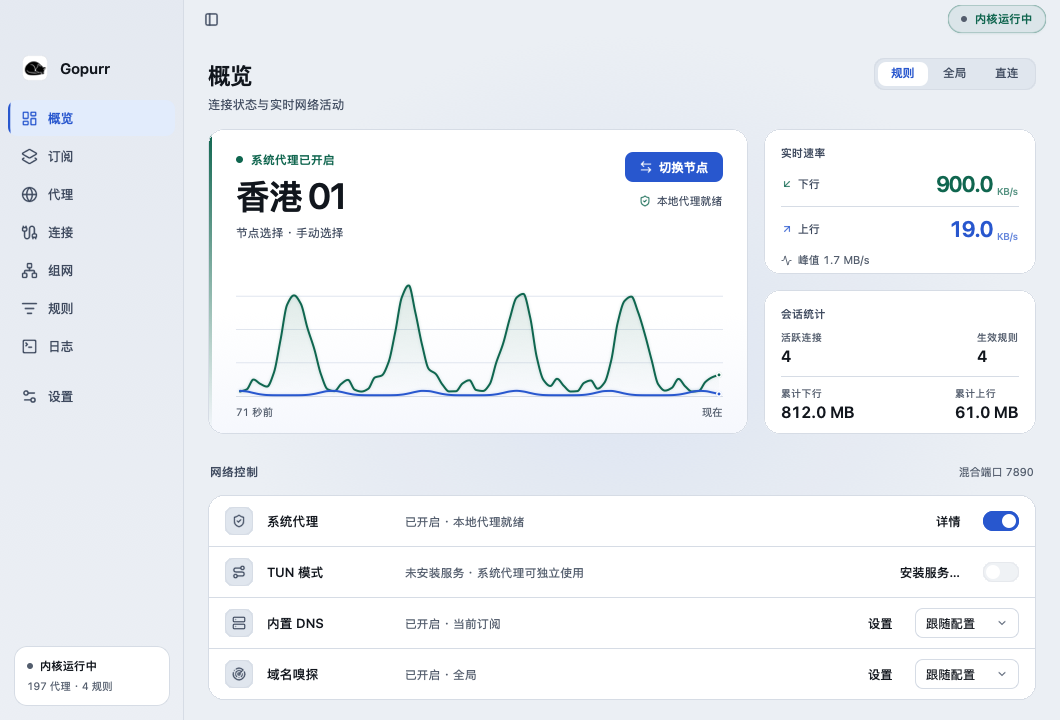 内核运行中
Gopurr
概览
订阅
代理
连接
组网
规则
日志
设置
内核运行中
197 代理 · 4 规则
概览
连接状态与实时网络活动
规则 全局 直连
系统代理已开启
香港 01
节点选择 · 手动选择
切换节点
本地代理就绪
71 秒前
现在
实时速率
下行 900.0 KB/s
上行 19.0 KB/s
峰值 1.7 MB/s
会话统计
活跃连接 生效规则
4 4
累计下行 累计上行
812.0 MB 61.0 MB
网络控制 混合端口 7890
系统代理 已开启 · 本地代理就绪 详情
TUN 模式 未安装服务 · 系统代理可独立使用 安装服务...
内置 DNS 已开启 · 当前订阅 设置 跟随配置
域名嗅探 已开启 · 全局 设置 跟随配置